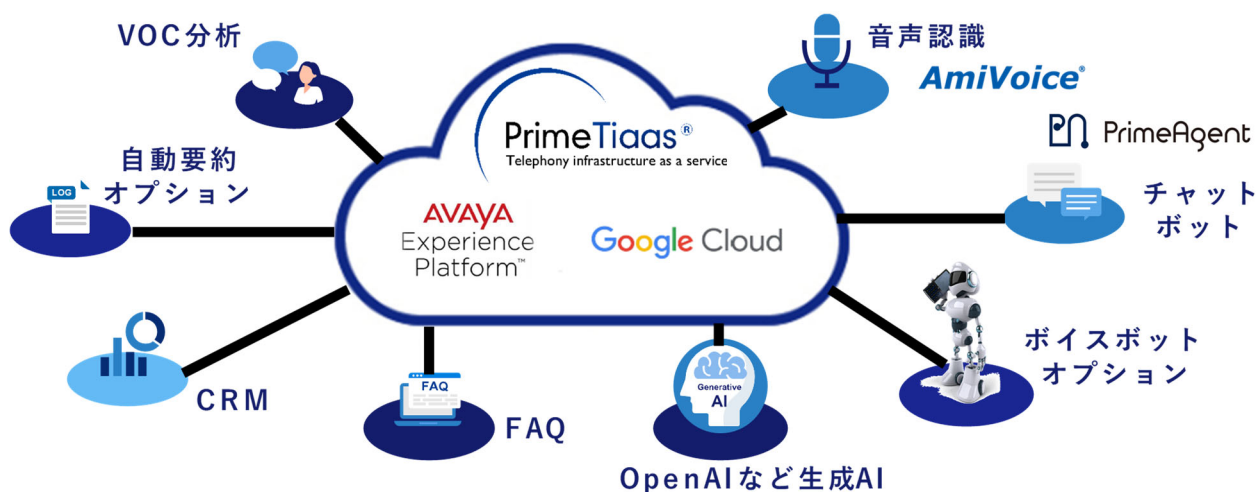 VOC分析
音声認識
AmiVoice®
PrimeTiaas®
Telephony infrastructure as a service
PrimeAgent
自動要約
オプション
LOG
チャット
ボット
AVAYA
Experience
Platform™
Google Cloud
ボイスボット
オプション
CRM
FAQ
FAQ
Generative
AI
OpenAIなど生成AI